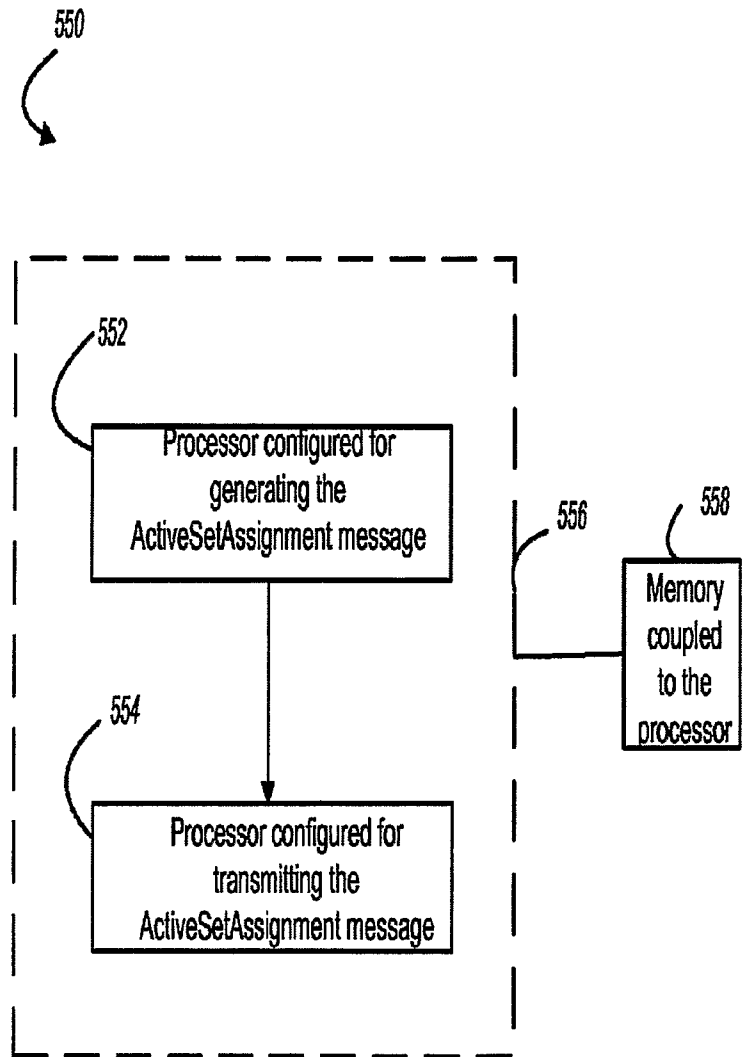 550
552
Processor configured for
generating the
ActiveSetAssignment message
556
558
Memory
coupled
to the
processor
554
Processor configured for
transmitting the
ActiveSetAssignment message